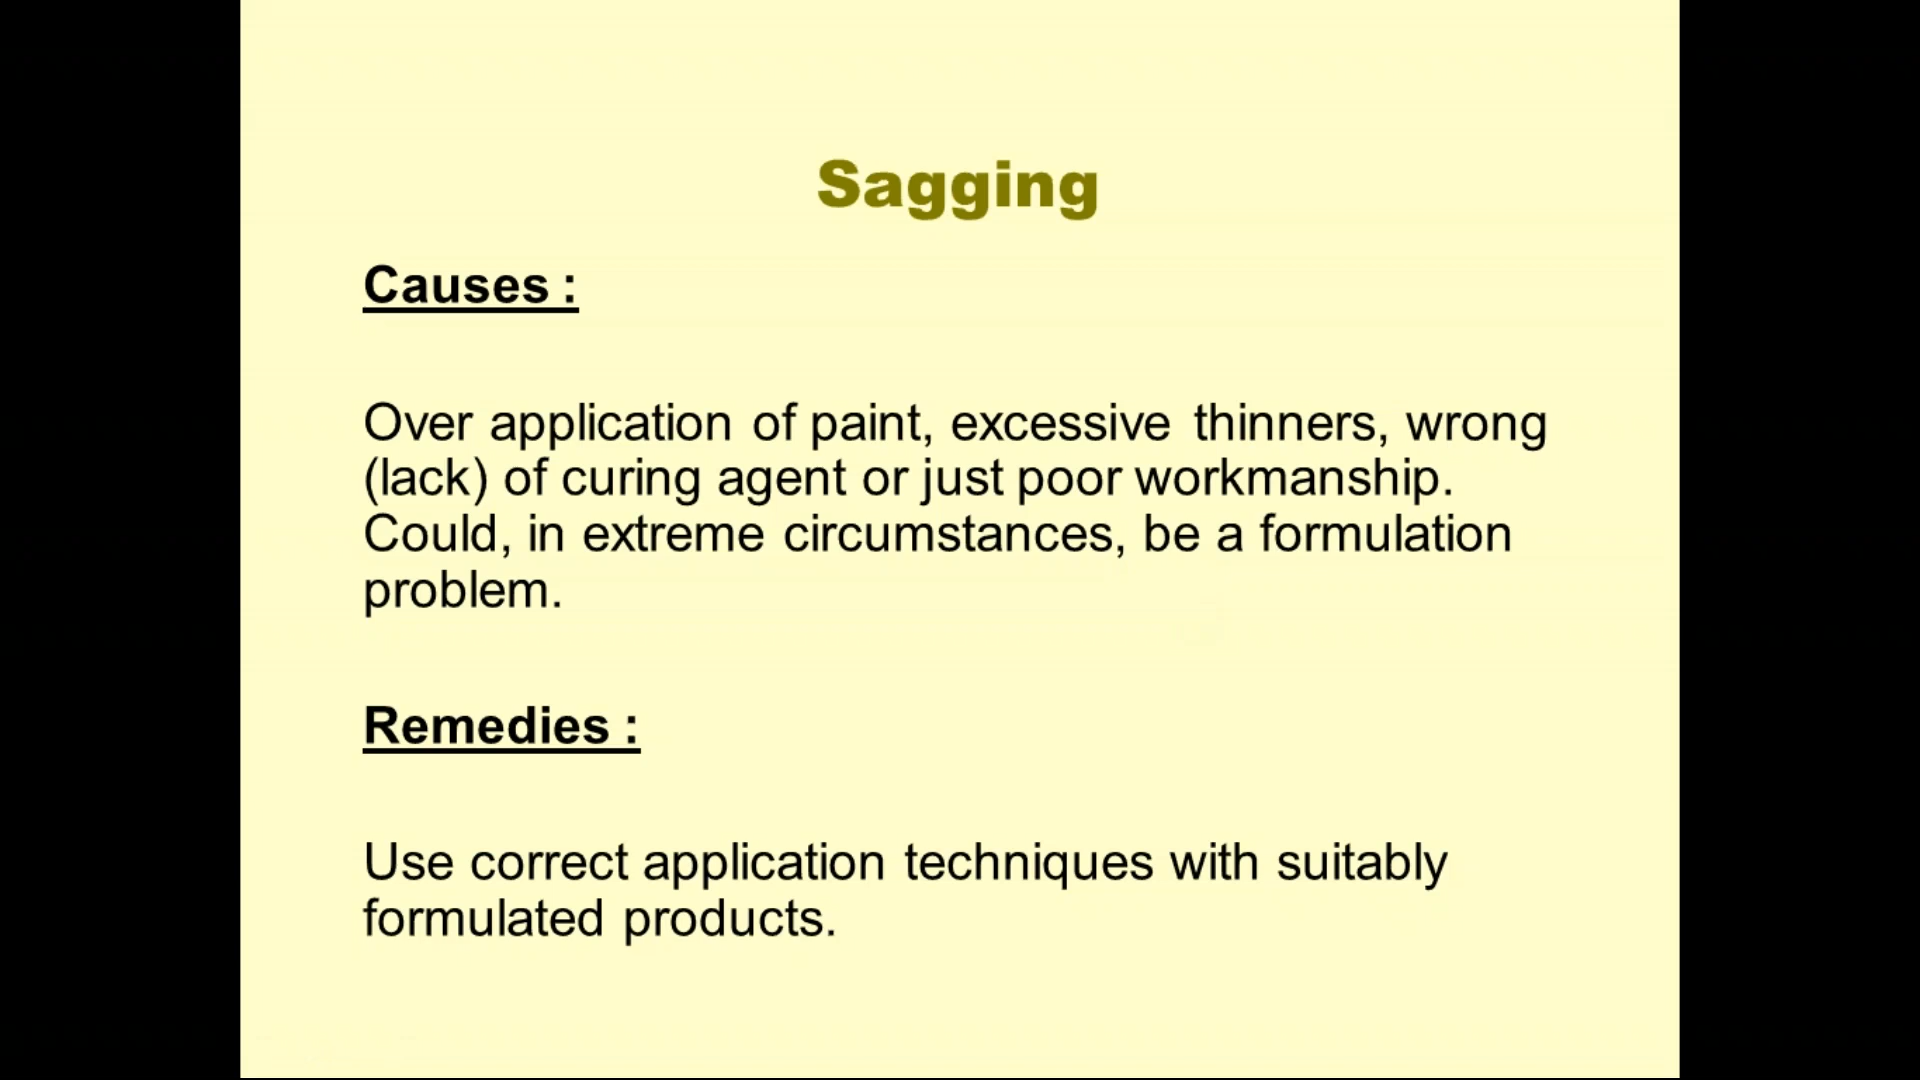 Sagging
Causes :
Over application of paint, excessive thinners, wrong
(lack) of curing agent or just poor workmanship.
Could, in extreme circumstances, be a formulation
problem.
Remedies :
Use correct application techniques with suitably
formulated products.